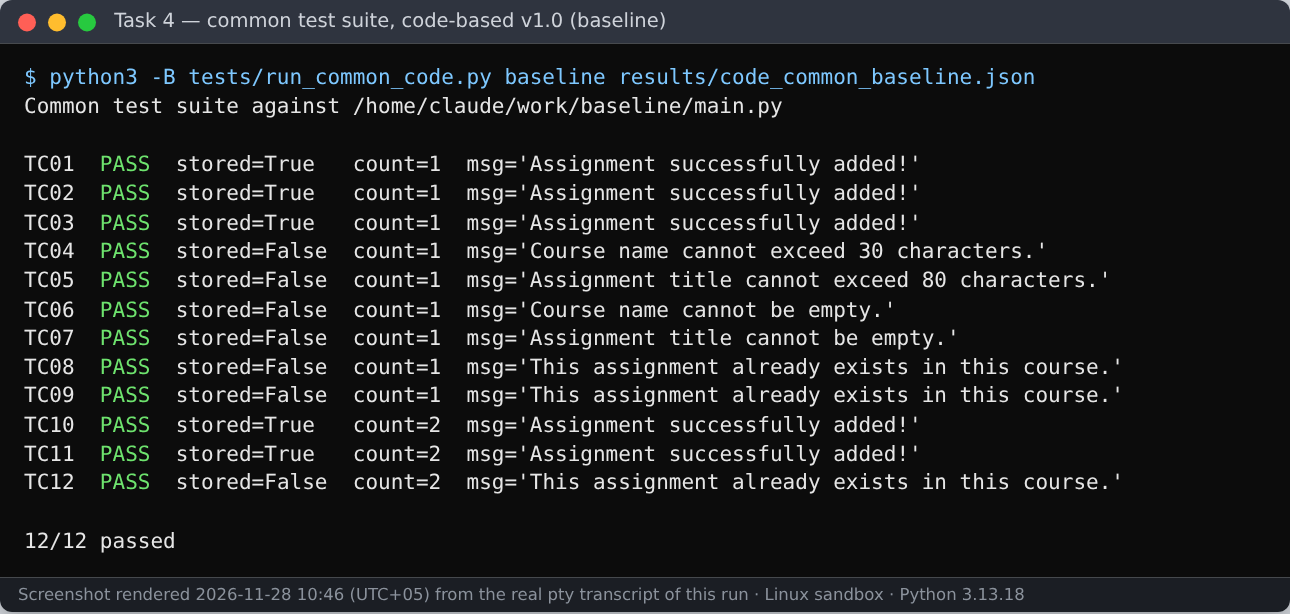 Task 4 — common test suite, code-based v1.0 (baseline)
$ python3 -B tests/run_common_code.py baseline results/code_common_baseline.json
Common test suite against /home/claude/work/baseline/main.py
TC01  PASS  stored=True   count=1  msg='Assignment successfully added!'
TC02  PASS  stored=True   count=1  msg='Assignment successfully added!'
TC03  PASS  stored=True   count=1  msg='Assignment successfully added!'
TC04  PASS  stored=False  count=1  msg='Course name cannot exceed 30 characters.'
TC05  PASS  stored=False  count=1  msg='Assignment title cannot exceed 80 characters.'
TC06  PASS  stored=False  count=1  msg='Course name cannot be empty.'
TC07  PASS  stored=False  count=1  msg='Assignment title cannot be empty.'
TC08  PASS  stored=False  count=1  msg='This assignment already exists in this course.'
TC09  PASS  stored=False  count=1  msg='This assignment already exists in this course.'
TC10  PASS  stored=True   count=2  msg='Assignment successfully added!'
TC11  PASS  stored=True   count=2  msg='Assignment successfully added!'
TC12  PASS  stored=False  count=2  msg='This assignment already exists in this course.'
12/12 passed
Screenshot rendered 2026-11-28 10:46 (UTC+05) from the real pty transcript of this run · Linux sandbox · Python 3.13.18